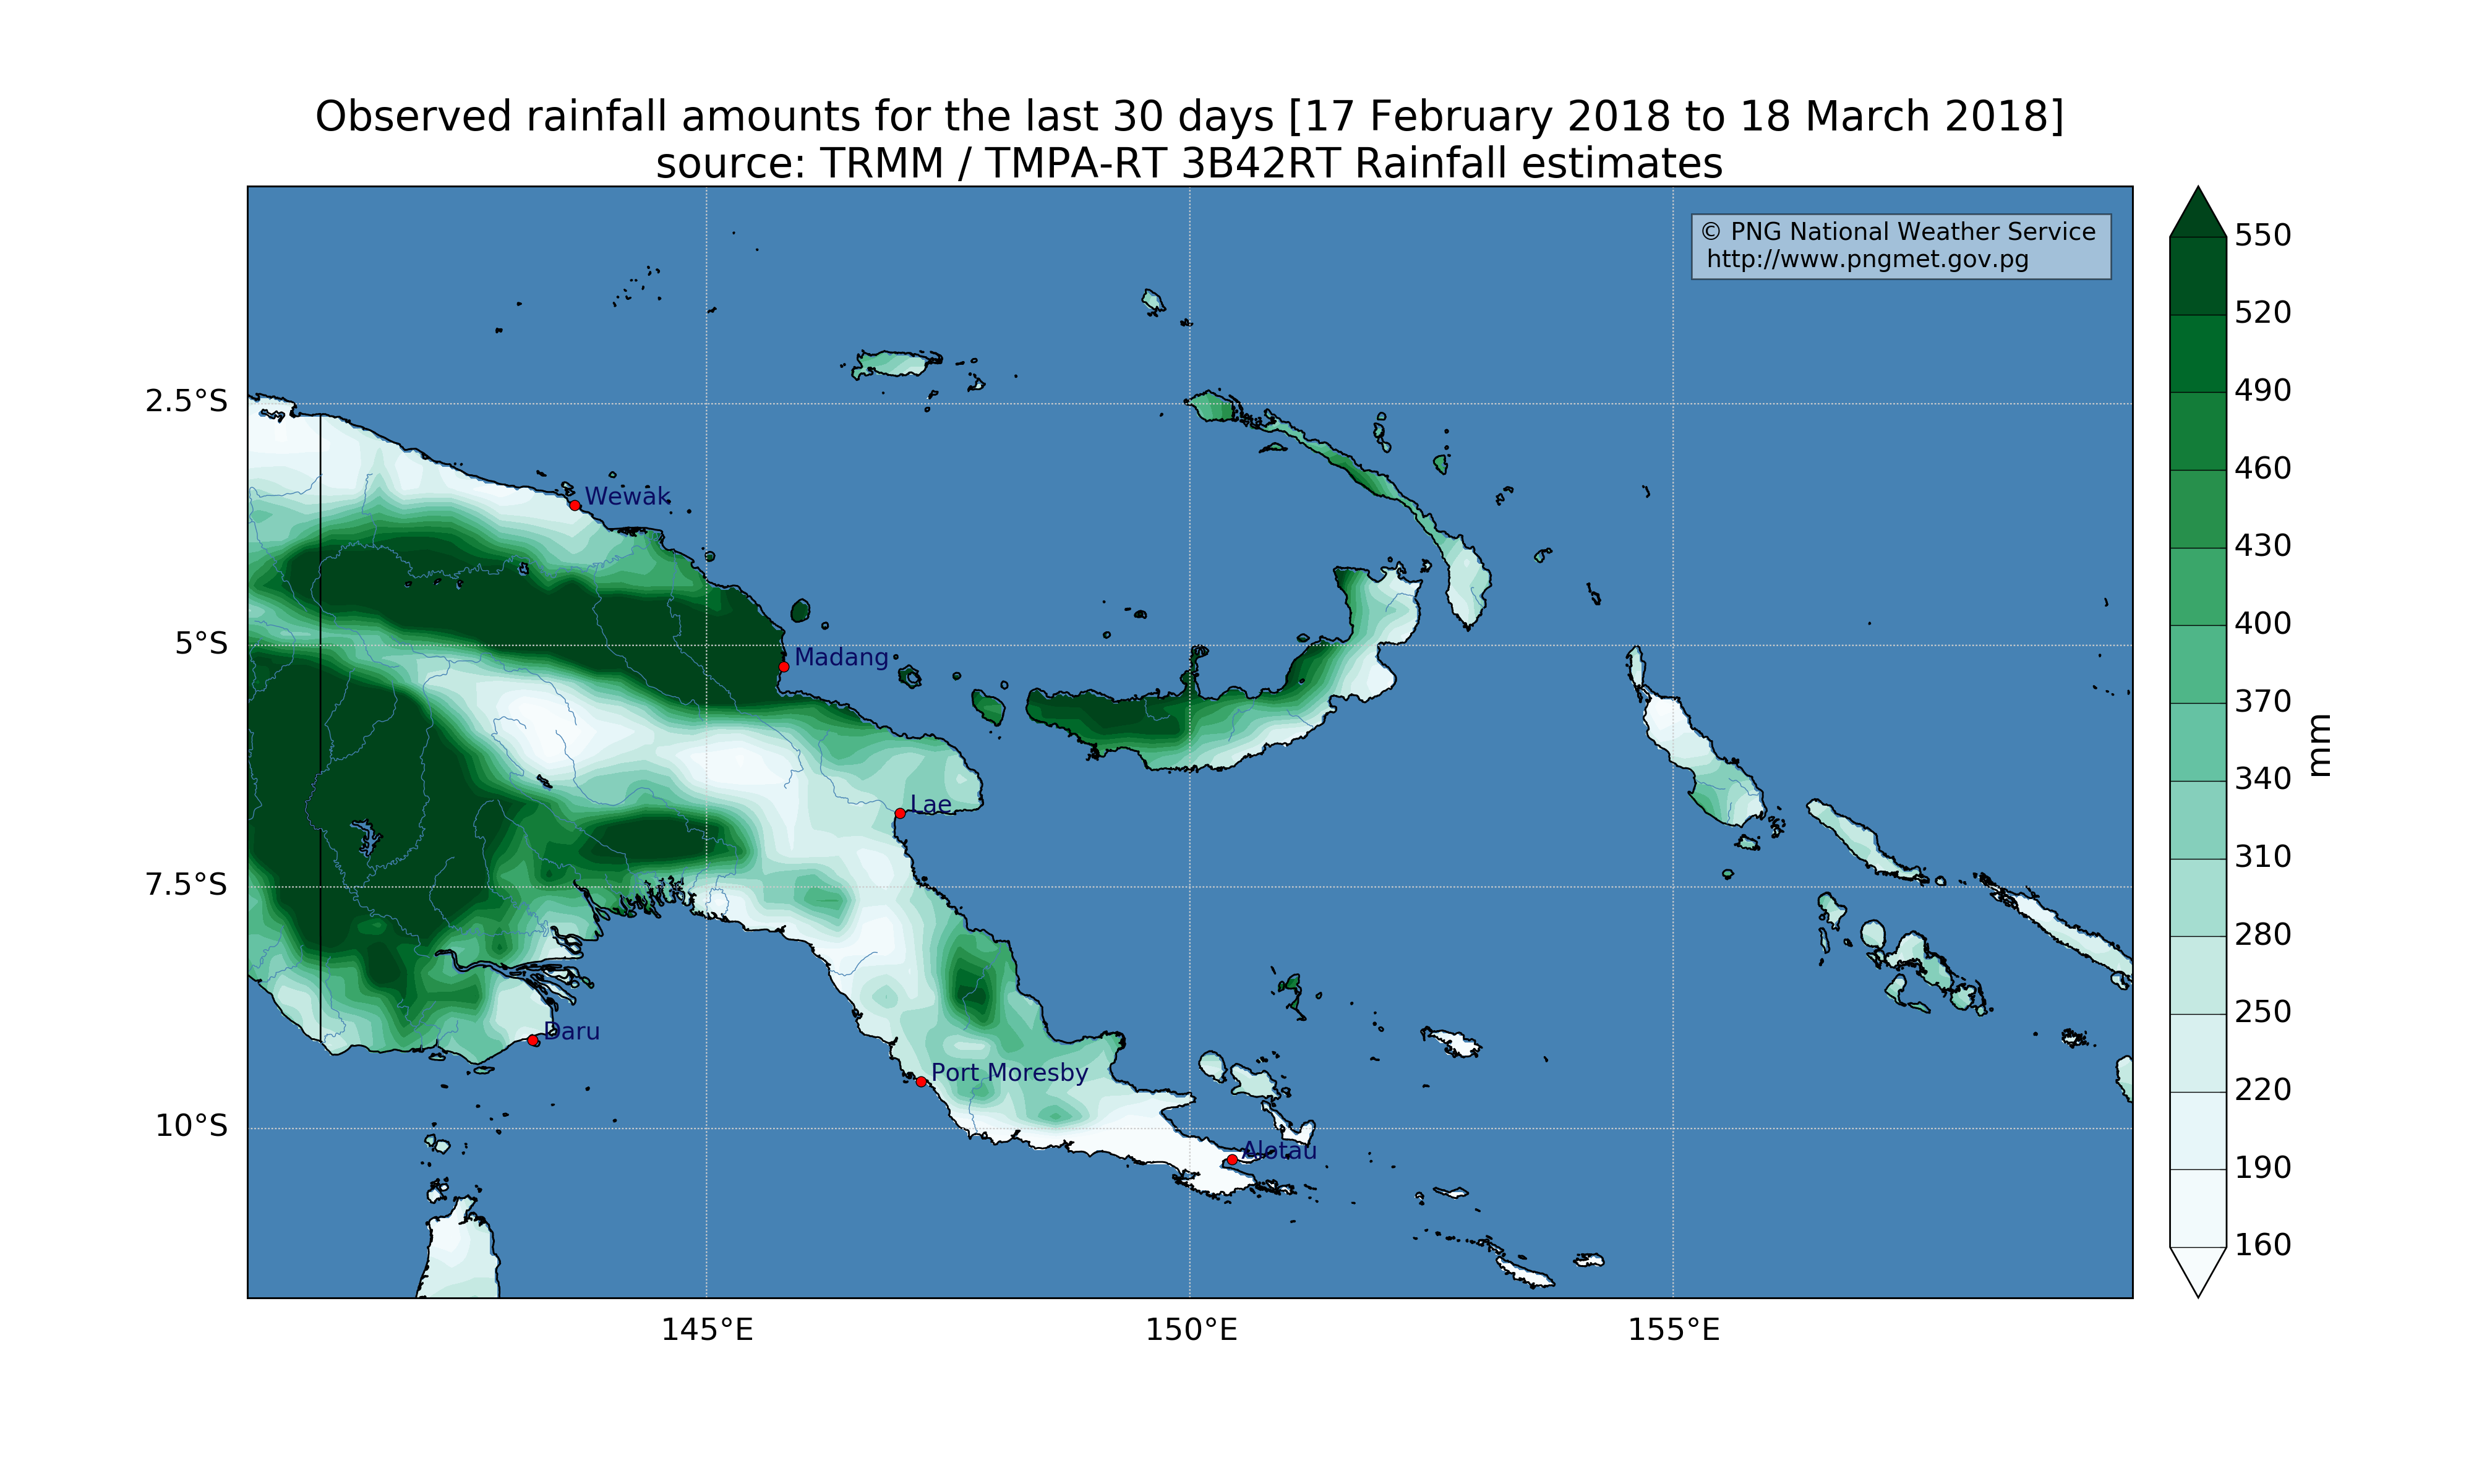 Observed rainfall amounts for the last 30 days [17 February 2018 to 18 March 2018]
source: TRMM / TMPA-RT 3B42RT Rainfall estimates
© PNG National Weather Service
http://www.pngmet.gov.pg
2.5°S
5°S
7.5°S
10°S
Wewak
Madang
Lae
Daru
Port Moresby
Alotau
145°E
150°E
155°E
550
520
490
460
430
400
370
340
310
280
250
220
190
160
mm